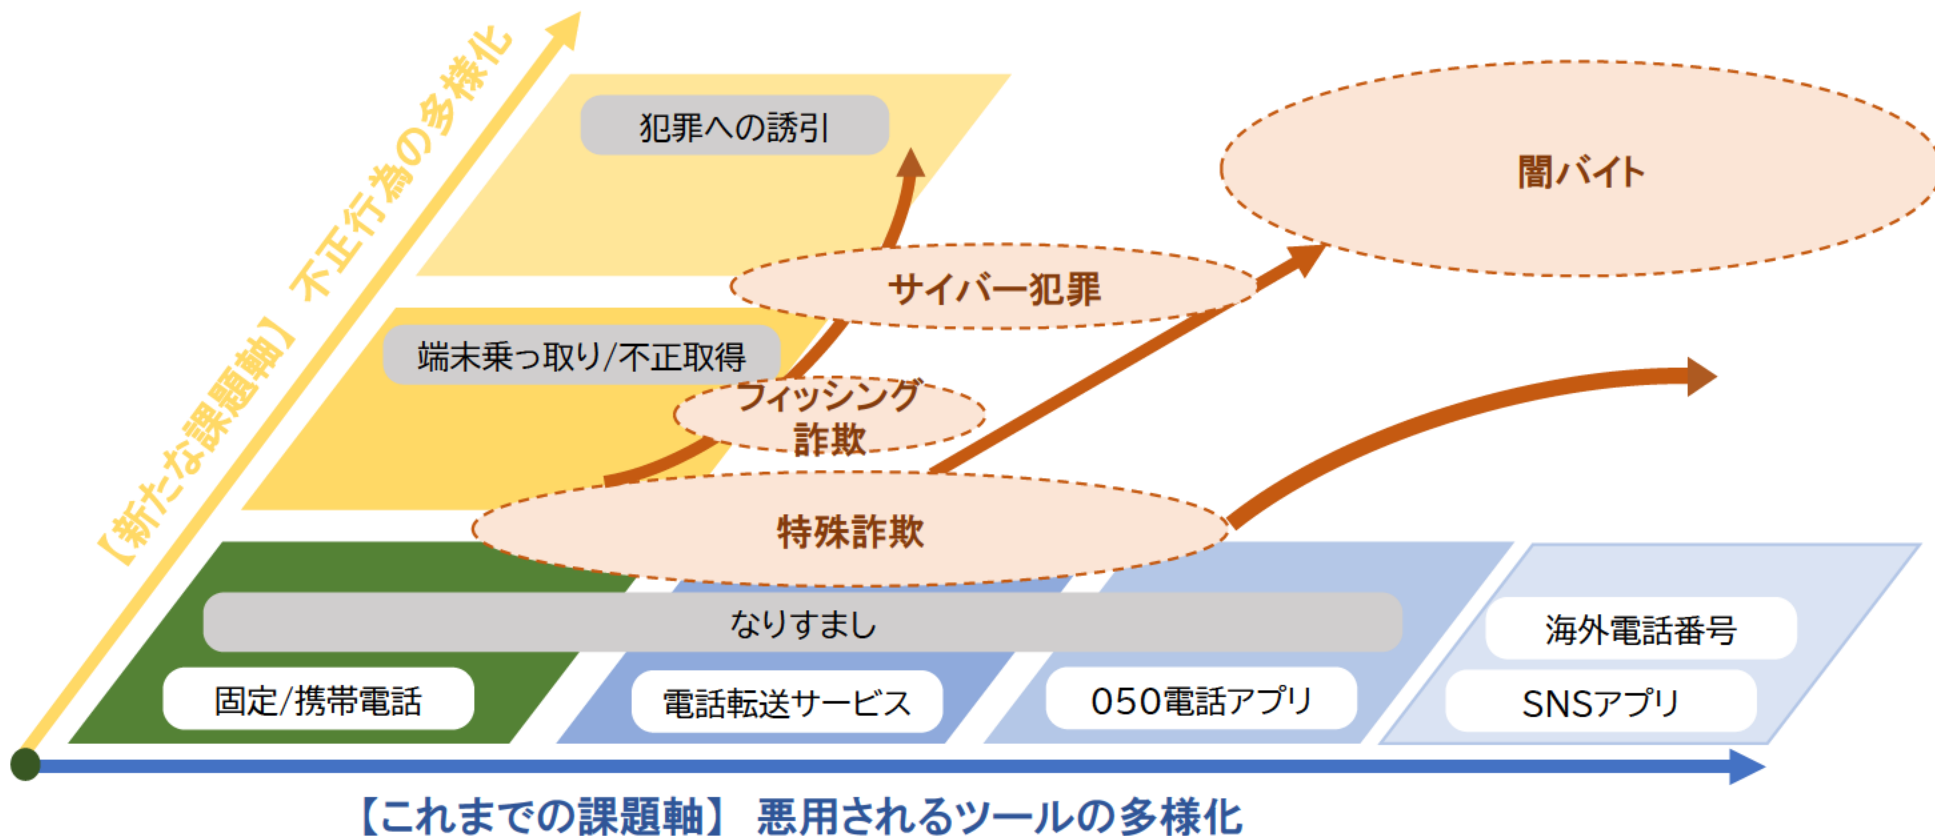 【新たな課題軸】 不正行為の多様化
犯罪への誘引
闇バイト
サイバー犯罪
端末乗っ取り/不正取得
フィッシング
詐欺
特殊詐欺
なりすまし
海外電話番号
固定/携帯電話
電話転送サービス
050電話アプリ
SNSアプリ
【これまでの課題軸】 悪用されるツールの多様化